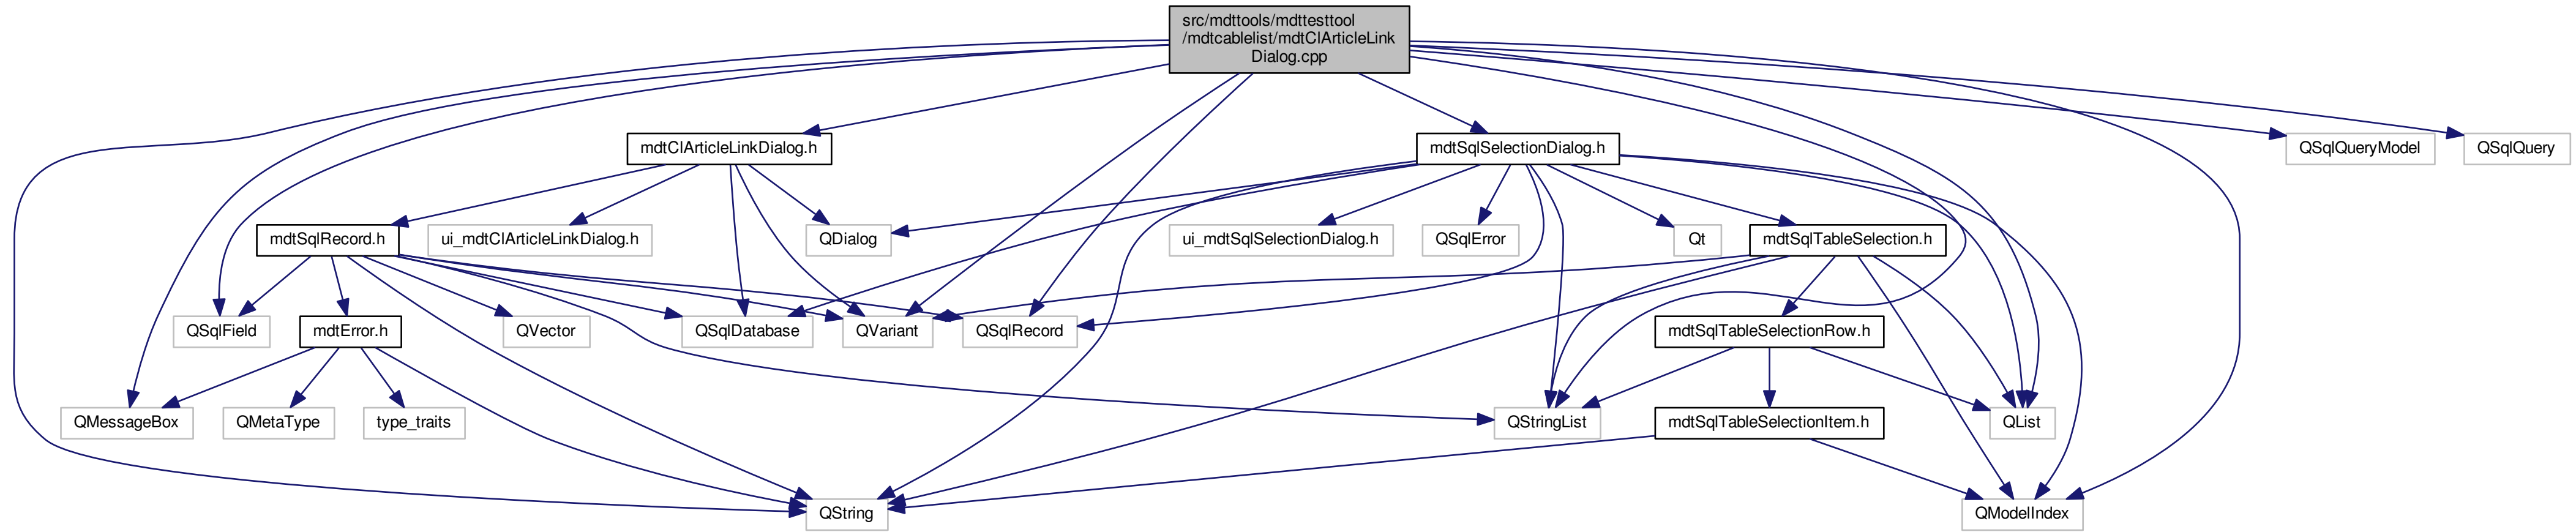 src/mdttools/mdttesttool
/mdtcablelist/mdtClArticleLink
Dialog.cpp
mdtClArticleLinkDialog.h
mdtSqlSelectionDialog.h
QSqlQueryModel
QSqlQuery
mdtSqlRecord.h
ui_mdtClArticleLinkDialog.h
QDialog
ui_mdtSqlSelectionDialog.h
QSqlError
Qt
mdtSqlTableSelection.h
QSqlField
mdtError.h
QVector
QSqlDatabase
QVariant
QSqlRecord
mdtSqlTableSelectionRow.h
QMessageBox
QMetaType
type_traits
QStringList
mdtSqlTableSelectionItem.h
QList
QString
QModelIndex